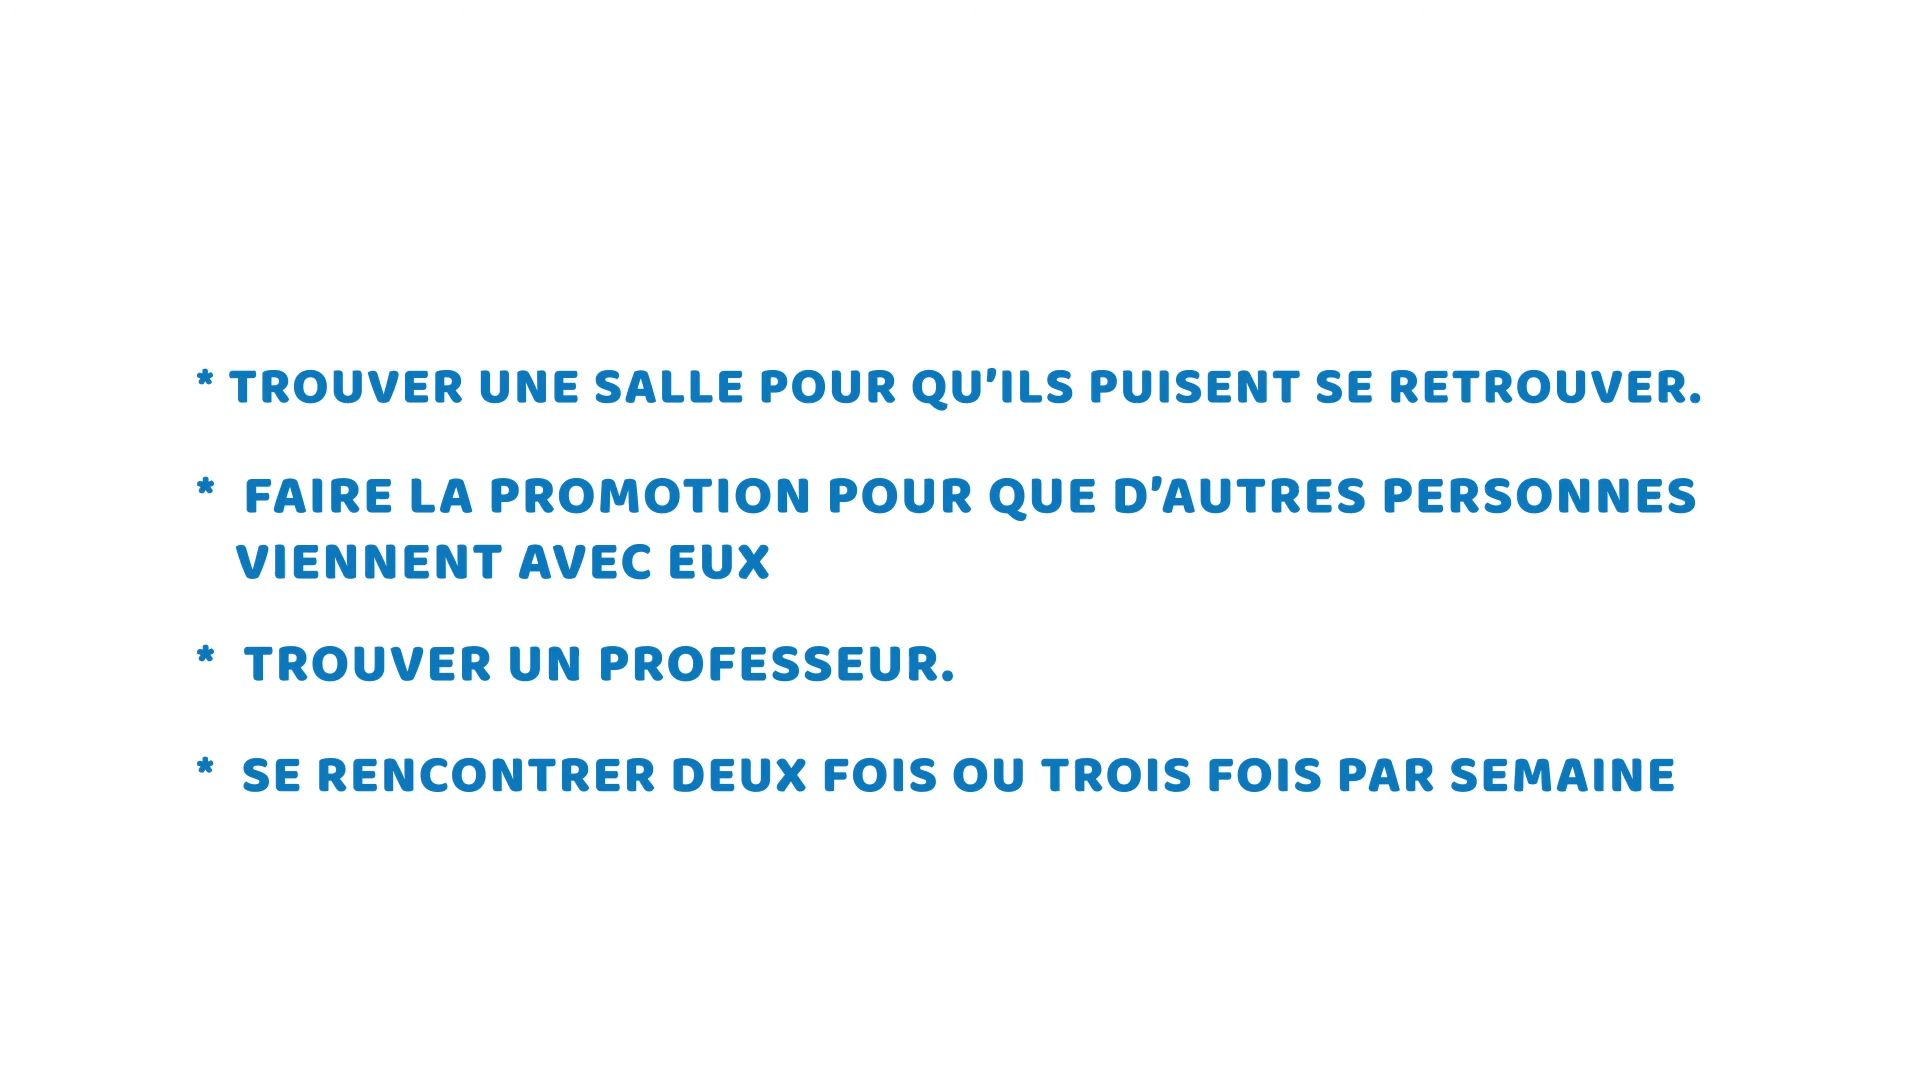 * TROUVER UNE SALLE POUR QU'ILS PUISENT SE RETROUVER.
* FAIRE LA PROMOTION POUR QUE D'AUTRES PERSONNES
VIENNENT AVEC EUX
* TROUVER UN PROFESSEUR.
* SE RENCONTRER DEUX FOIS OU TROIS FOIS PAR SEMAINE